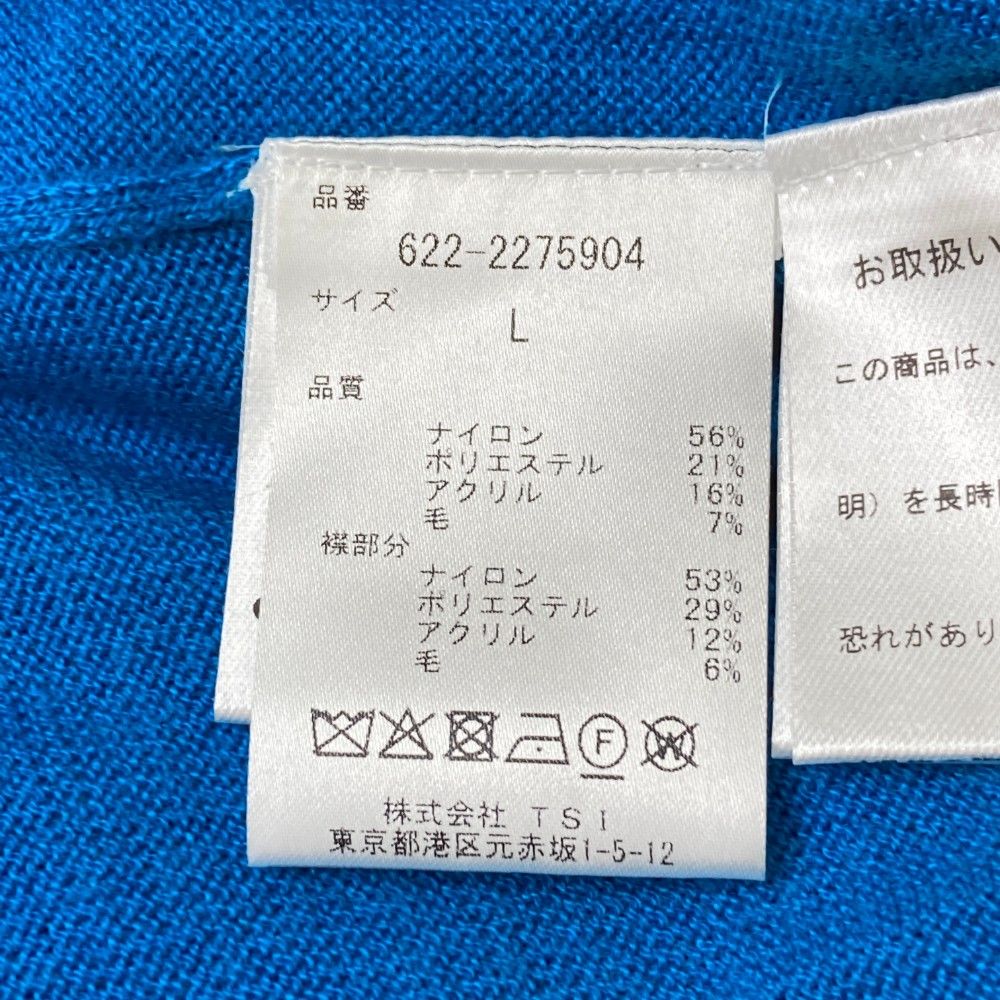 品番
622-2275904
サイズ
L
品質
ナイロン 56%
ポリエステル 21%
アクリル 16%
毛 7%
襟部分
ナイロン 53%
ポリエステル 29%
アクリル 12%
毛 6%
F
W
株式会社 TSI
東京都港区元赤坂1-5-12
お取扱い
この商品は、
明）を長時
恐れがあり